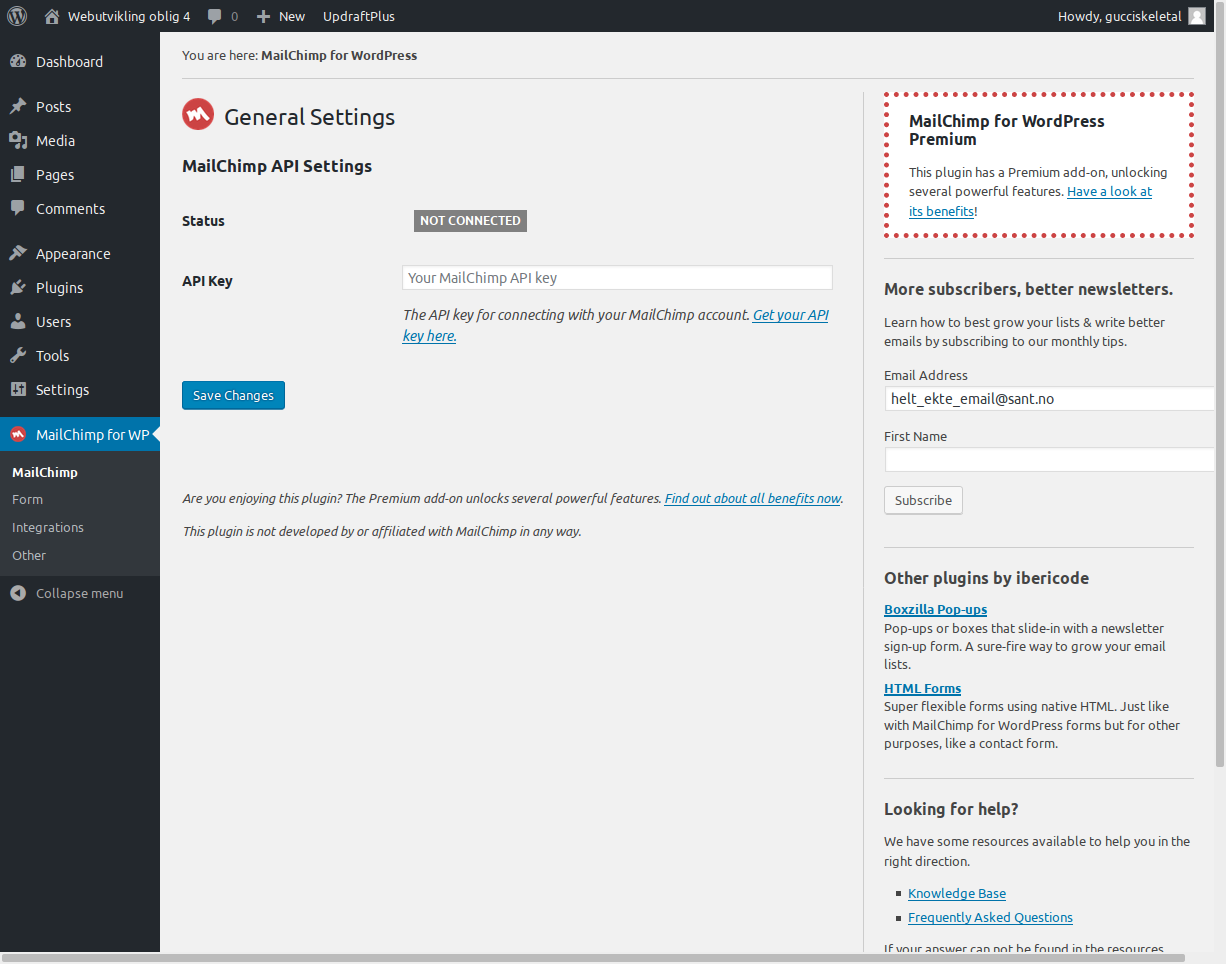 Webutvikling oblig 4
0
New
UpdraftPlus
Howdy, gucciskeletal
Dashboard
Posts
Media
Pages
Comments
Appearance
Plugins
Users
Tools
Settings
MailChimp for WP
MailChimp
Form
Integrations
Other
Collapse menu
You are here: MailChimp for WordPress
General Settings
MailChimp API Settings
Status
NOT CONNECTED
API Key
Your MailChimp API key
The API key for connecting with your MailChimp account. Get your API
key here.
Save Changes
Are you enjoying this plugin? The Premium add-on unlocks several powerful features. Find out about all benefits now.
This plugin is not developed by or affiliated with MailChimp in any way.
MailChimp for WordPress
Premium
This plugin has a Premium add-on, unlocking
several powerful features. Have a look at
its benefits!
More subscribers, better newsletters.
Learn how to best grow your lists & write better
emails by subscribing to our monthly tips.
Email Address
helt_ekte_email@sant.no
First Name
Subscribe
Other plugins by ibericode
Boxzilla Pop-ups
Pop-ups or boxes that slide-in with a newsletter
sign-up form. A sure-fire way to grow your email
lists.
HTML Forms
Super flexible forms using native HTML. Just like
with MailChimp for WordPress forms but for other
purposes, like a contact form.
Looking for help?
We have some resources available to help you in the
right direction.
Knowledge Base
Frequently Asked Questions
If your answer can not be found in the resources